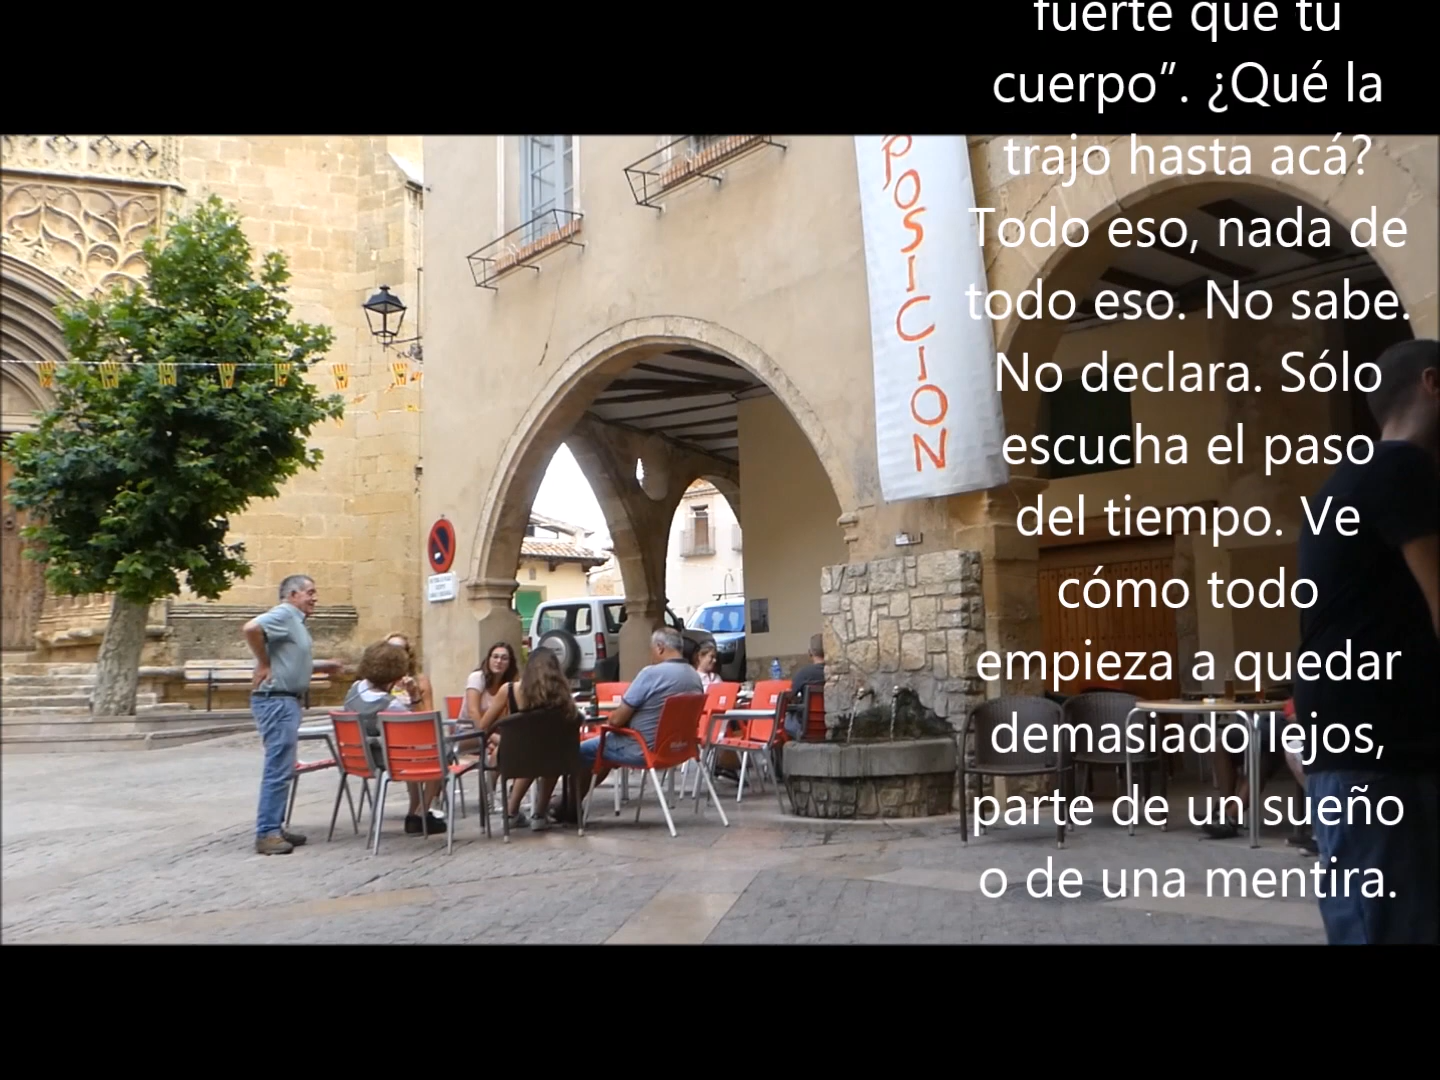 fuerte que tu
cuerpo”. ¿Qué la
trajo hasta acá?
Todo eso, nada de
todo eso. No sabe.
No declara. Sólo
escucha el paso
del tiempo. Ve
cómo todo
empieza a quedar
demasiado lejos,
parte de un sueño
o de una mentira.
POSICION